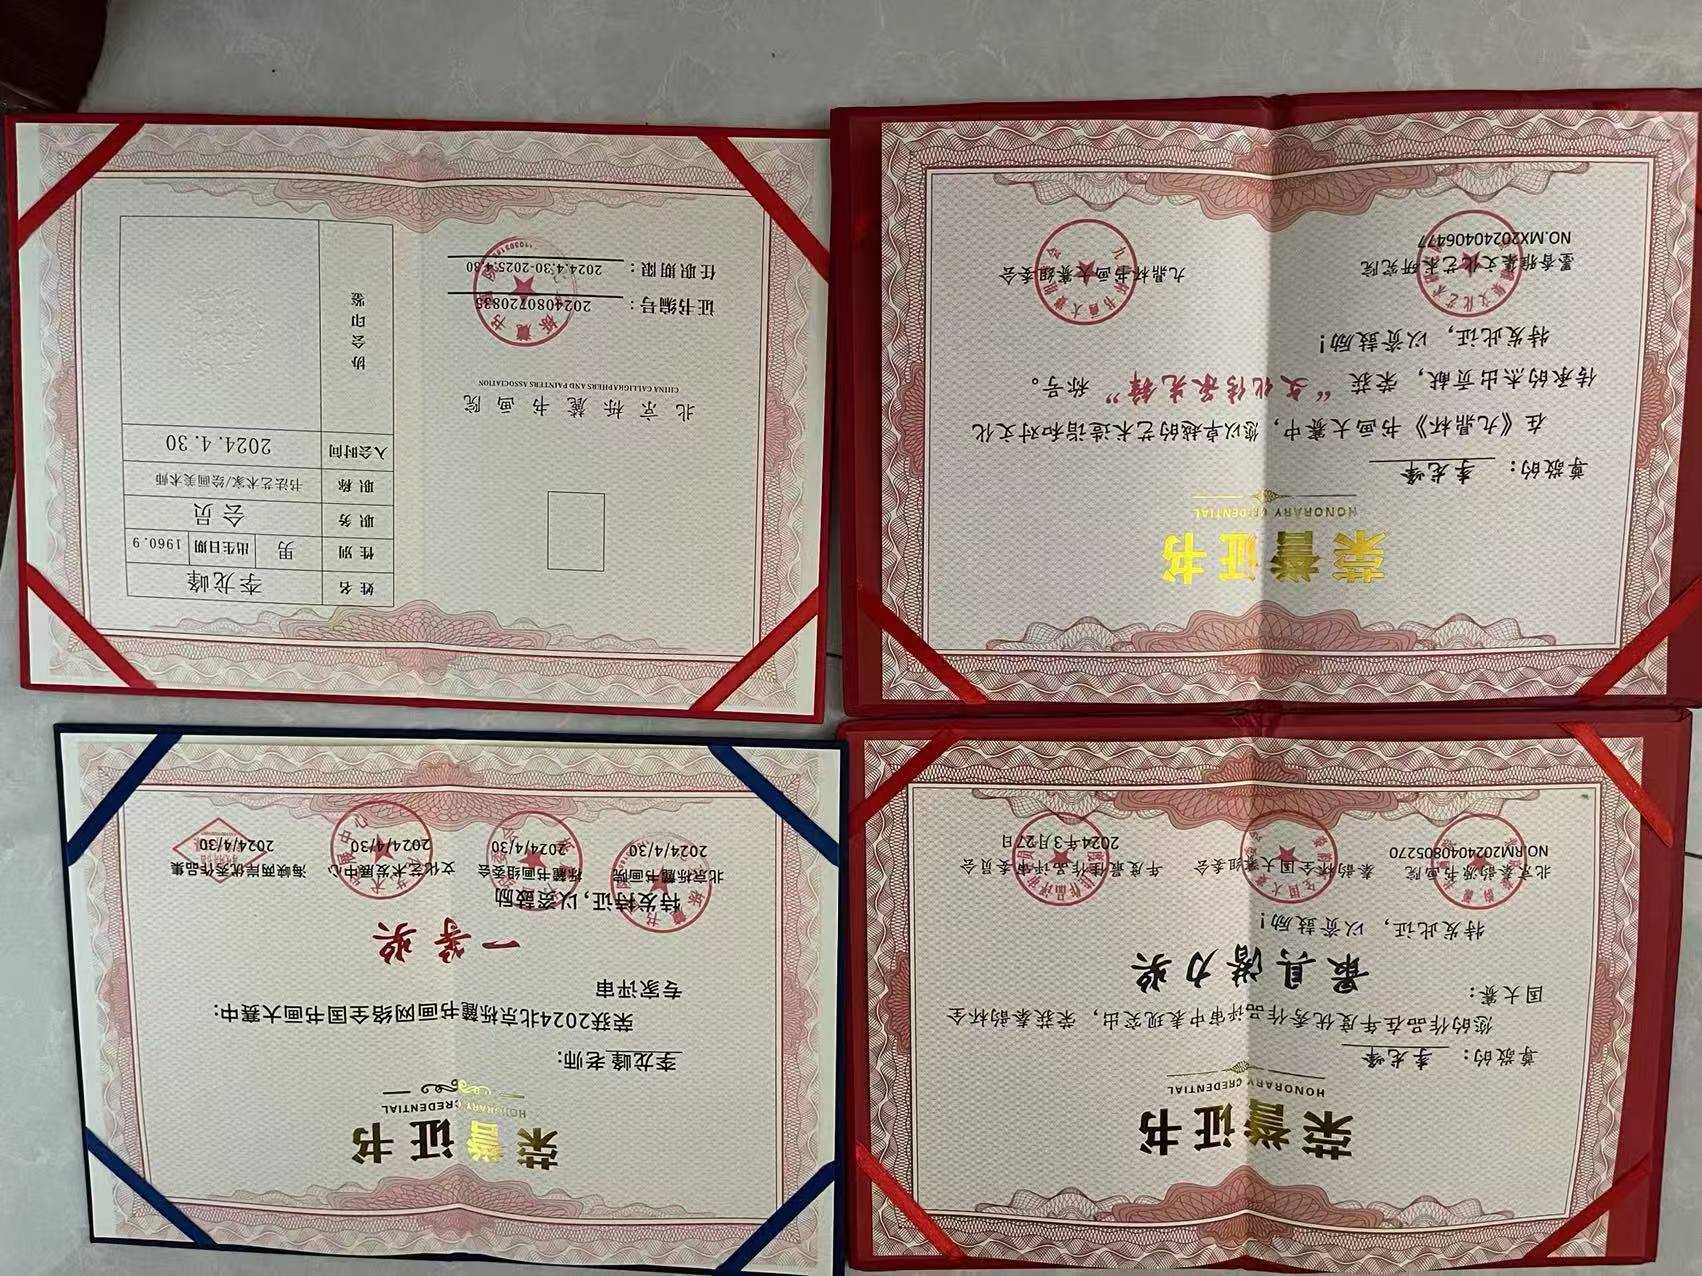 荣誉证书
HONORARY CREDENTIAL
尊敬的：李龙峰
您的作品在年度优秀作品评审中表现突出，荣获秦韵杯全
国大赛：
最具潜力奖
特发此证，以资鼓励！
北京秦韵源书画院
NO.RM2024040805270
秦韵杯全国大赛组委会
年度最佳作品评审委员会
2024年3月27日
荣誉证书
HONORARY CREDENTIAL
李龙峰老师:
荣获2024北京栎麓书画网络全国书画大赛中:
专家评审
一等奖
特发持证,以务鼓励
北京栎麓书画院
2024/4/30
栎麓书画组委会
2024/4/30
文化艺术发展中心
2024/4/30
海峡两岸优秀作品集
2024/4/30
荣誉证书
HONORARY CREDENTIAL
尊敬的：李龙峰
在《九鼎杯》书画大赛中，您以卓越的艺术造诣和对文化
传承的杰出贡献，荣获“文化传承先锋”称号。
特发此证，以资鼓励！
墨香雅集文化艺术研究院
NO.MX20240406477
九鼎杯书画大赛组委会
北京栎麓书画院
CHINA CALLIGRAPHERS AND PAINTERS ASSOCIATION
证书编号：2024080720835
任职期限：2024.4.30-2025.4.30
姓名 李龙峰
性别 男 出生日期 1960.9
职务 会员
职称 书法艺术家/绘画美术师
入会时间 2024.4.30
协会印鉴